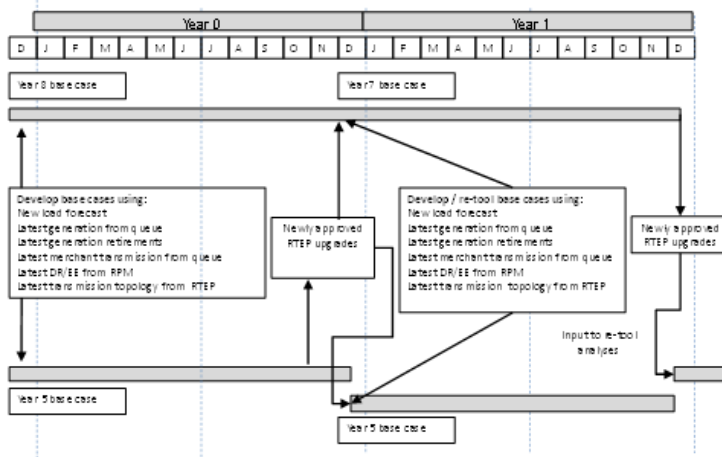 Year 0 Year 1
D J F M A M J J A S O N D J F M A M J J A S O N D
Year 8 base case Year 7 base case
Develop base cases using:
New load forecast
Latest generation from queue
Latest generation retirements
Latest merchant transmission from queue
Latest DR/EE from RPM
Latest transmission topology from RTEP
Newly approved
RTEP upgrades
Develop / re-tool base cases using:
New load forecast
Latest generation from queue
Latest generation retirements
Latest merchant transmission from queue
Latest DR/EE from RPM
Latest transmission topology from RTEP
Newly approved
RTEP upgrades
Input to re-tool
analyses
Year 5 base case
Year 5 base case